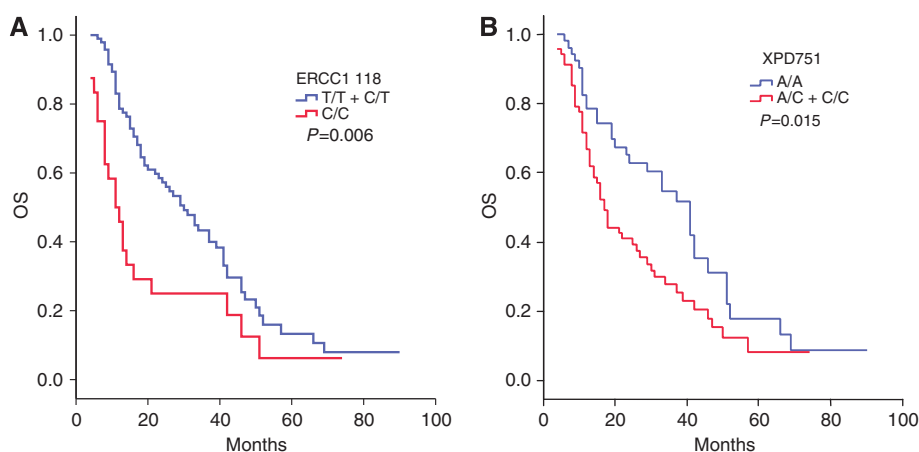 A
1.0
0.8
0.6
0.4
0.2
0.0
OS
ERCC1 118
T/T + C/T
C/C
P=0.006
0 20 40 60 80 100
Months
B
1.0
0.8
0.6
0.4
0.2
0.0
OS
XPD751
A/A
A/C + C/C
P=0.015
0 20 40 60 80 100
Months